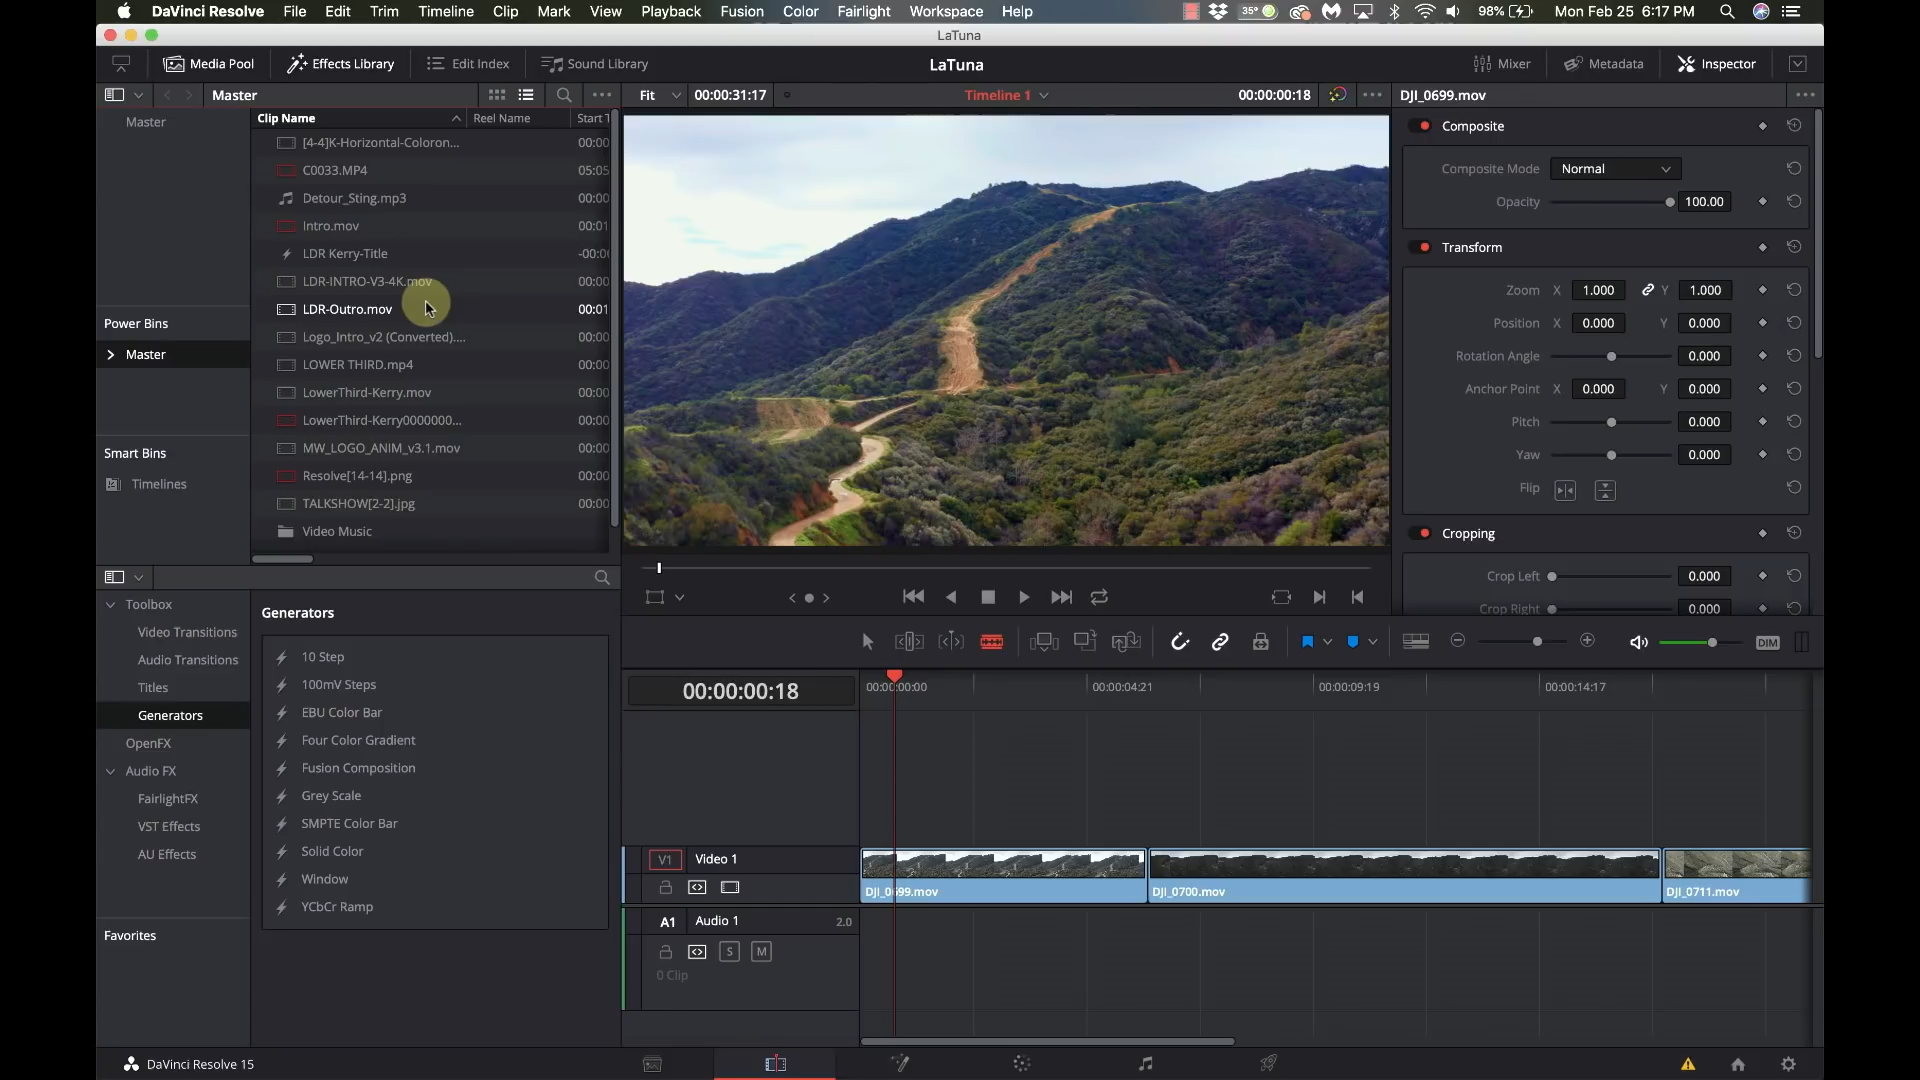 DaVinci Resolve File Edit Trim Timeline Clip Mark View Playback Fusion Color Fairlight Workspace Help 35° 98% Mon Feb 25 6:17 PM
LaTuna
Media Pool Effects Library Edit Index Sound Library LaTuna Mixer Metadata Inspector
Master Fit 00:00:31:17 Timeline 1 00:00:00:18 DJI_0699.mov
Master
Clip Name Reel Name Start T
[4-4]K-Horizontal-Coloron... 00:00
C0033.MP4 05:05
Detour_Sting.mp3 00:00
Intro.mov 00:01
LDR Kerry-Title -00:00
LDR-INTRO-V3-4K.mov 00:00
LDR-Outro.mov 00:01
Logo_Intro_v2 (Converted).... 00:00
LOWER THIRD.mp4 00:00
LowerThird-Kerry.mov 00:00
LowerThird-Kerry0000000... 00:00
MW_LOGO_ANIM_v3.1.mov 00:00
Resolve[14-14].png 00:00
TALKSHOW[2-2].jpg 00:00
Video Music
Power Bins
Master
Smart Bins
Timelines
Composite
Composite Mode Normal
Opacity 100.00
Transform
Zoom X 1.000 Y 1.000
Position X 0.000 Y 0.000
Rotation Angle 0.000
Anchor Point X 0.000 Y 0.000
Pitch 0.000
Yaw 0.000
Flip
Cropping
Crop Left 0.000
Crop Right 0.000
Toolbox
Video Transitions
Audio Transitions
Titles
Generators
OpenFX
Audio FX
FairlightFX
VST Effects
AU Effects
Favorites
Generators
10 Step
100mV Steps
EBU Color Bar
Four Color Gradient
Fusion Composition
Grey Scale
SMPTE Color Bar
Solid Color
Window
YCbCr Ramp
DIM
00:00:00:18 00:00:00:00 00:00:04:21 00:00:09:19 00:00:14:17
V1 Video 1
DJI_0699.mov DJI_0700.mov DJI_0711.mov
A1 Audio 1 2.0
S M
0 Clip
DaVinci Resolve 15